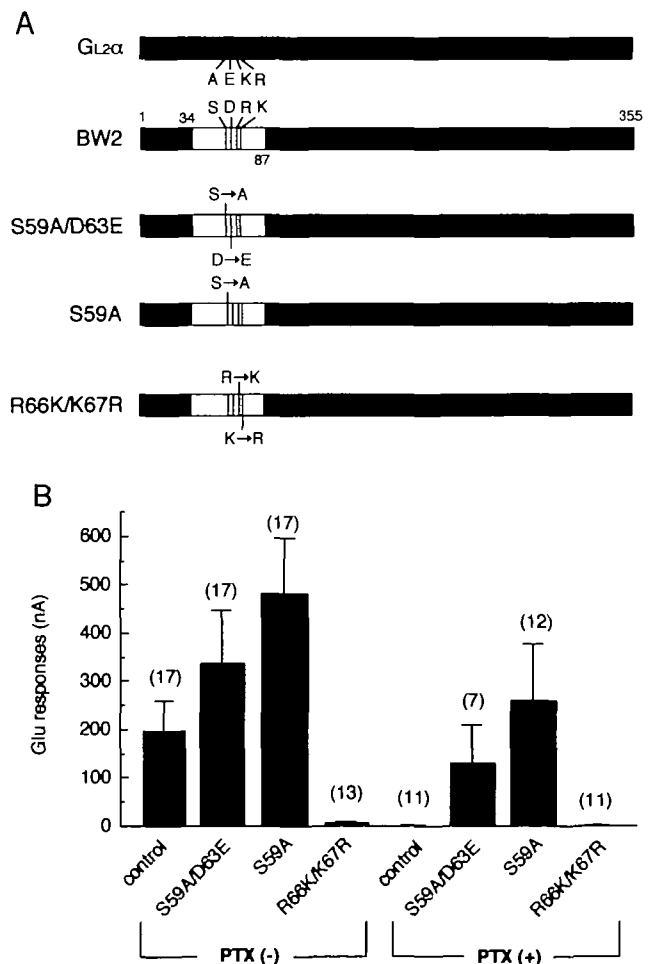 A
GL2α
A E K R
S D R K
1 34 355
BW2
87
S→A
S59A/D63E
D→E
S→A
S59A
R→K
R66K/K67R
K→R
B
600
500
400
300
200
100
0
Glu responses (nA)
(17)
(17)
(17)
(13)
(11)
(7)
(12)
(11)
control
S59A/D63E
S59A
R66K/K67R
control
S59A/D63E
S59A
R66K/K67R
PTX (-)
PTX (+)